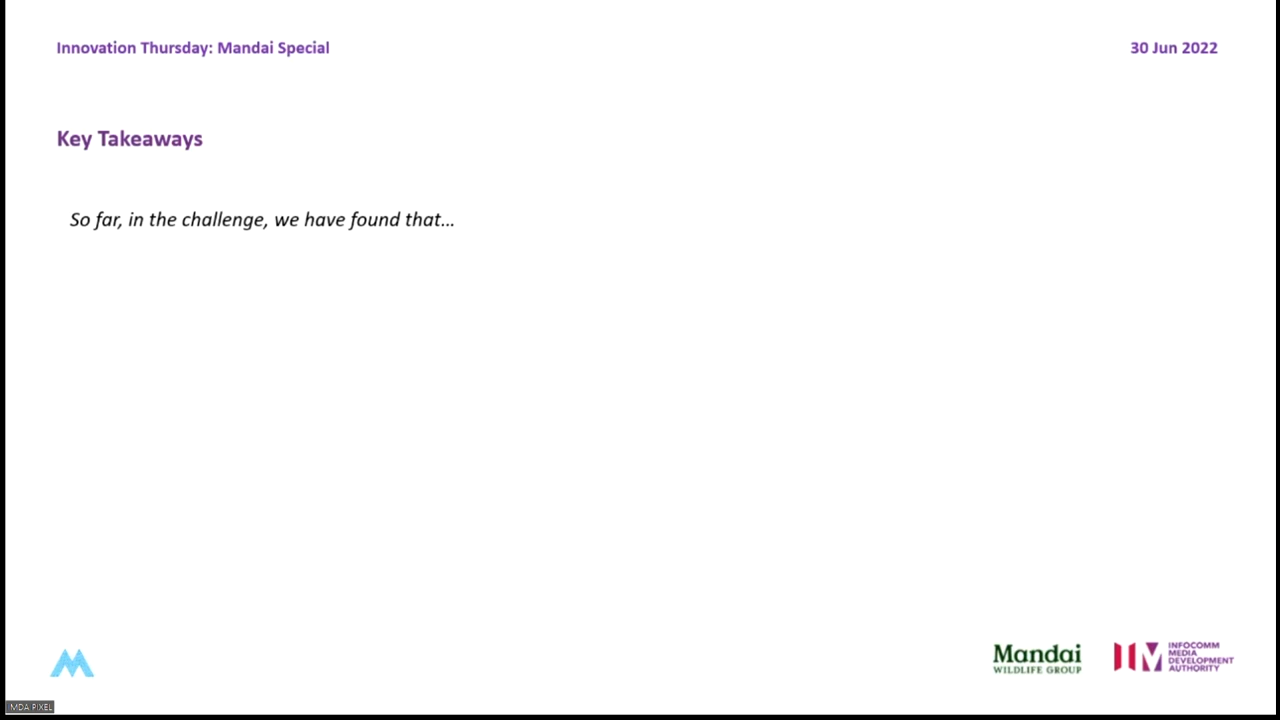 Innovation Thursday: Mandai Special
30 Jun 2022
Key Takeaways
So far, in the challenge, we have found that...
Mandai
WILDLIFE GROUP
INFOCOMM
MEDIA
DEVELOPMENT
AUTHORITY
IMDA PIXEL